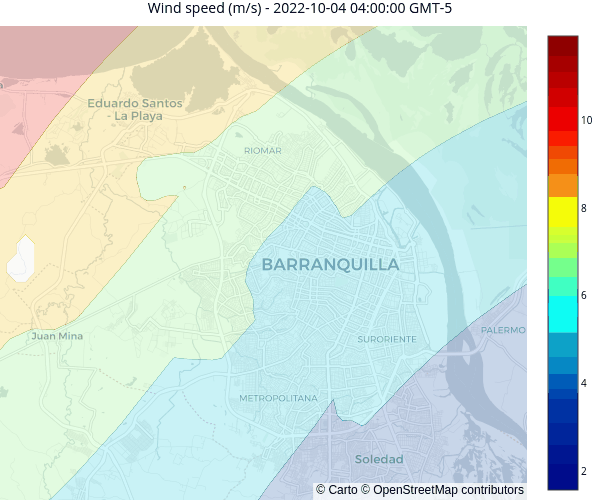 Wind speed (m/s) - 2022-10-04 04:00:00 GMT-5
Eduardo Santos
- La Playa
10
RIOMAR
8
BARRANQUILLA
6
PALERMO
Juan Mina
SURORIENTE
4
METROPOLITANA
Soledad
2
© Carto © OpenStreetMap contributors